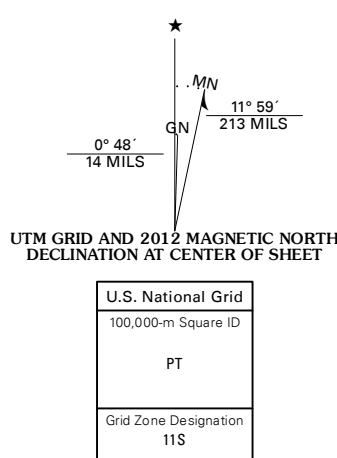 ★
MN
GN
11° 59´
213 MILS
0° 48´
14 MILS
UTM GRID AND 2012 MAGNETIC NORTH
DECLINATION AT CENTER OF SHEET
U.S. National Grid
100,000-m Square ID
PT
Grid Zone Designation
11S